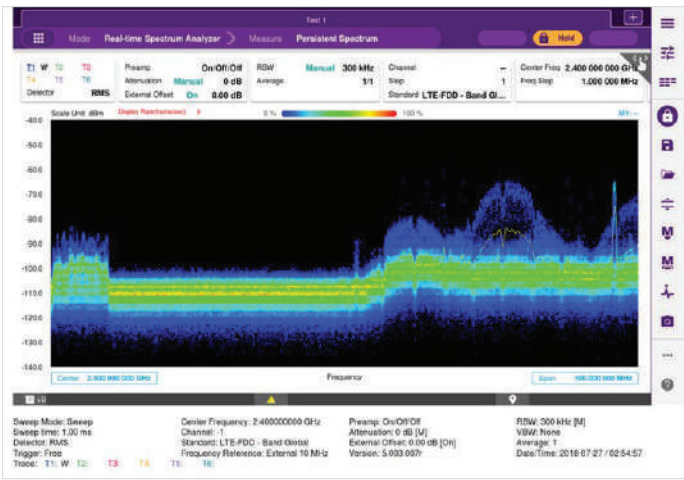 Test 1
Mode Real-time Spectrum Analyzer Measure Persistent Spectrum Hold
T1 W T2 T3
T4 T5 T6
Detector RMS
Preamp On/Off/Off
Attenuation Manual 0 dB
External Offset On 0.00 dB
RBW Manual 300 kHz
Average 1/1
Channel --
Step 1
Standard LTE-FDD - Band Gl...
Center Freq 2.400 000 000 GHz
Freq Step 1.000 000 MHz
Scale Unit dBm 0 % 100 % M1: --
-40.0
-50.0
-70.0
-80.0
-90.0
-100.0
-110.0
-120.0
-130.0
-140.0
Center 2.400 000 000 GHz Frequency Span 100.000 000 MHz
Sweep Mode: Sweep
Sweep time: 1.00 ms
Detector: RMS
Trigger: Free
Trace: T1: W T2: T3: T4: T5: T6:
Center Frequency: 2.400000000 GHz
Channel: -1
Standard: LTE-FDD - Band Global
Frequency Reference: External 10 MHz
Preamp: On/Off/Off
Attenuation: 0 dB [M]
External Offset: 0.00 dB [On]
Version: 5.003.007r
RBW: 300 kHz [M]
VBW: None
Average: 1
Date/Time: 2018-07-27 / 02:54:57